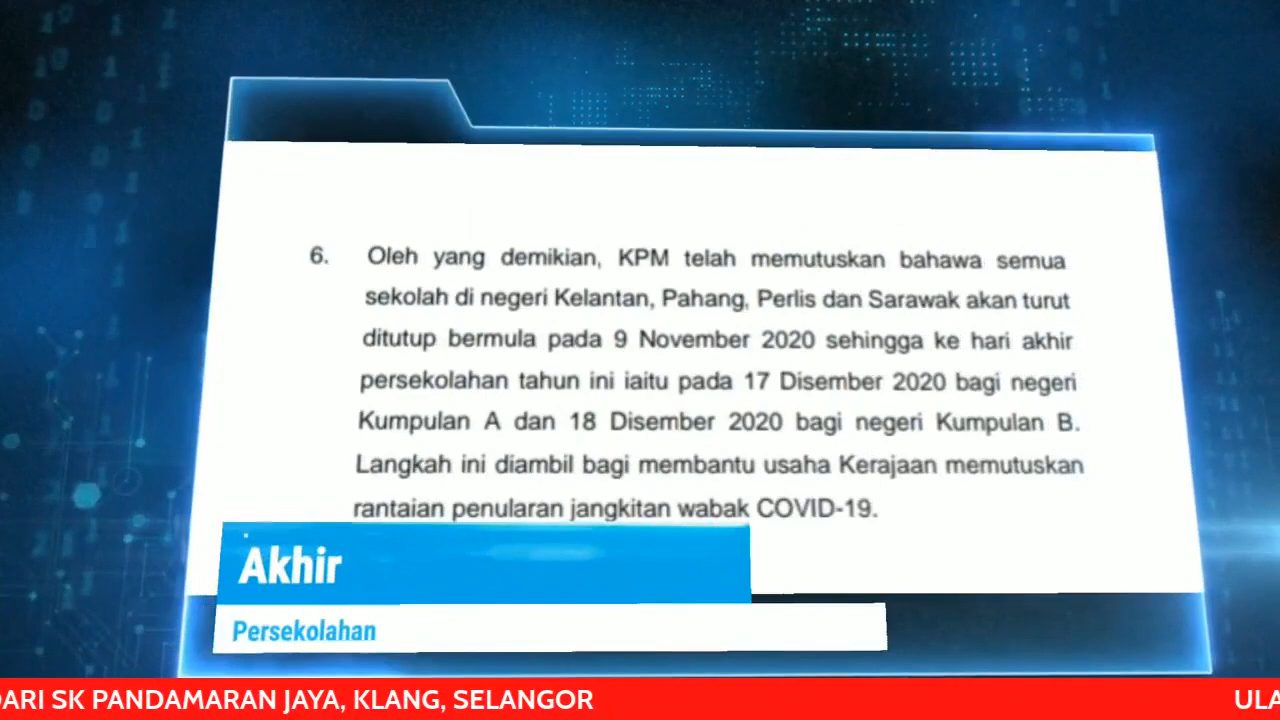 6. Oleh yang demikian, KPM telah memutuskan bahawa semua
sekolah di negeri Kelantan, Pahang, Perlis dan Sarawak akan turut
ditutup bermula pada 9 November 2020 sehingga ke hari akhir
persekolahan tahun ini iaitu pada 17 Disember 2020 bagi negeri
Kumpulan A dan 18 Disember 2020 bagi negeri Kumpulan B.
Langkah ini diambil bagi membantu usaha Kerajaan memutuskan
rantaian penularan jangkitan wabak COVID-19.
Akhir
Persekolahan
SK PANDAMARAN JAYA, KLANG, SELANGOR